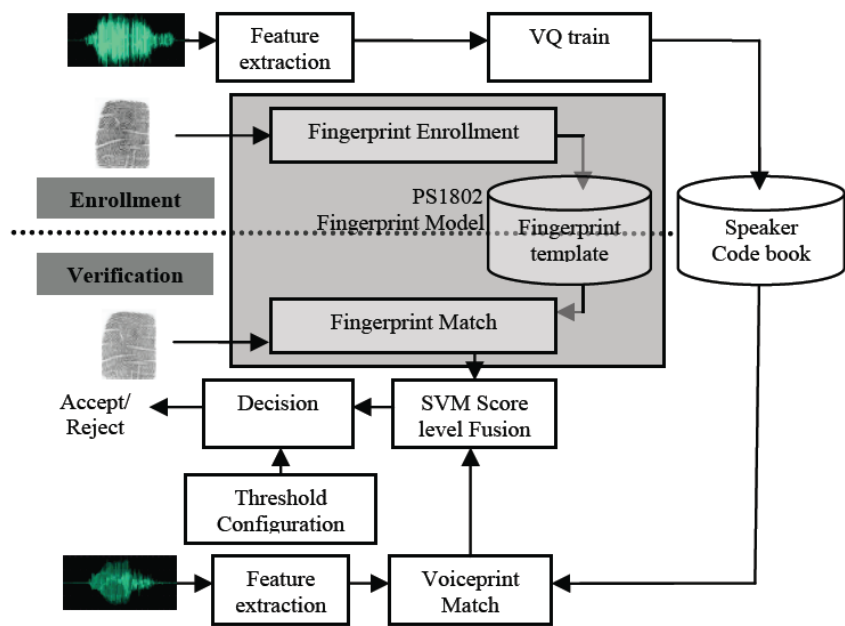 Feature
extraction
VQ train
Fingerprint Enrollment
Enrollment
PS1802
Fingerprint Model
Fingerprint
template
Speaker
Code book
Verification
Fingerprint Match
Accept/
Reject
Decision
SVM Score
level Fusion
Threshold
Configuration
Feature
extraction
Voiceprint
Match